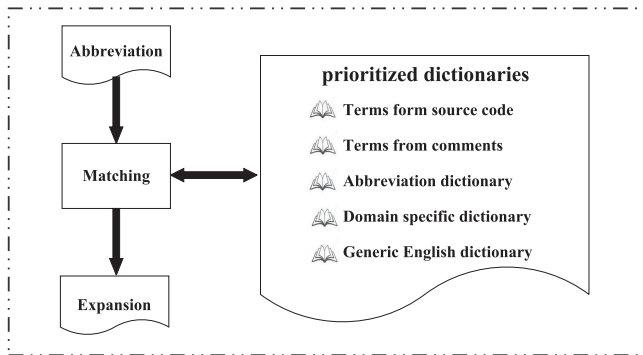 Abbreviation
Matching
Expansion
prioritized dictionaries
Terms form source code
Terms from comments
Abbreviation dictionary
Domain specific dictionary
Generic English dictionary